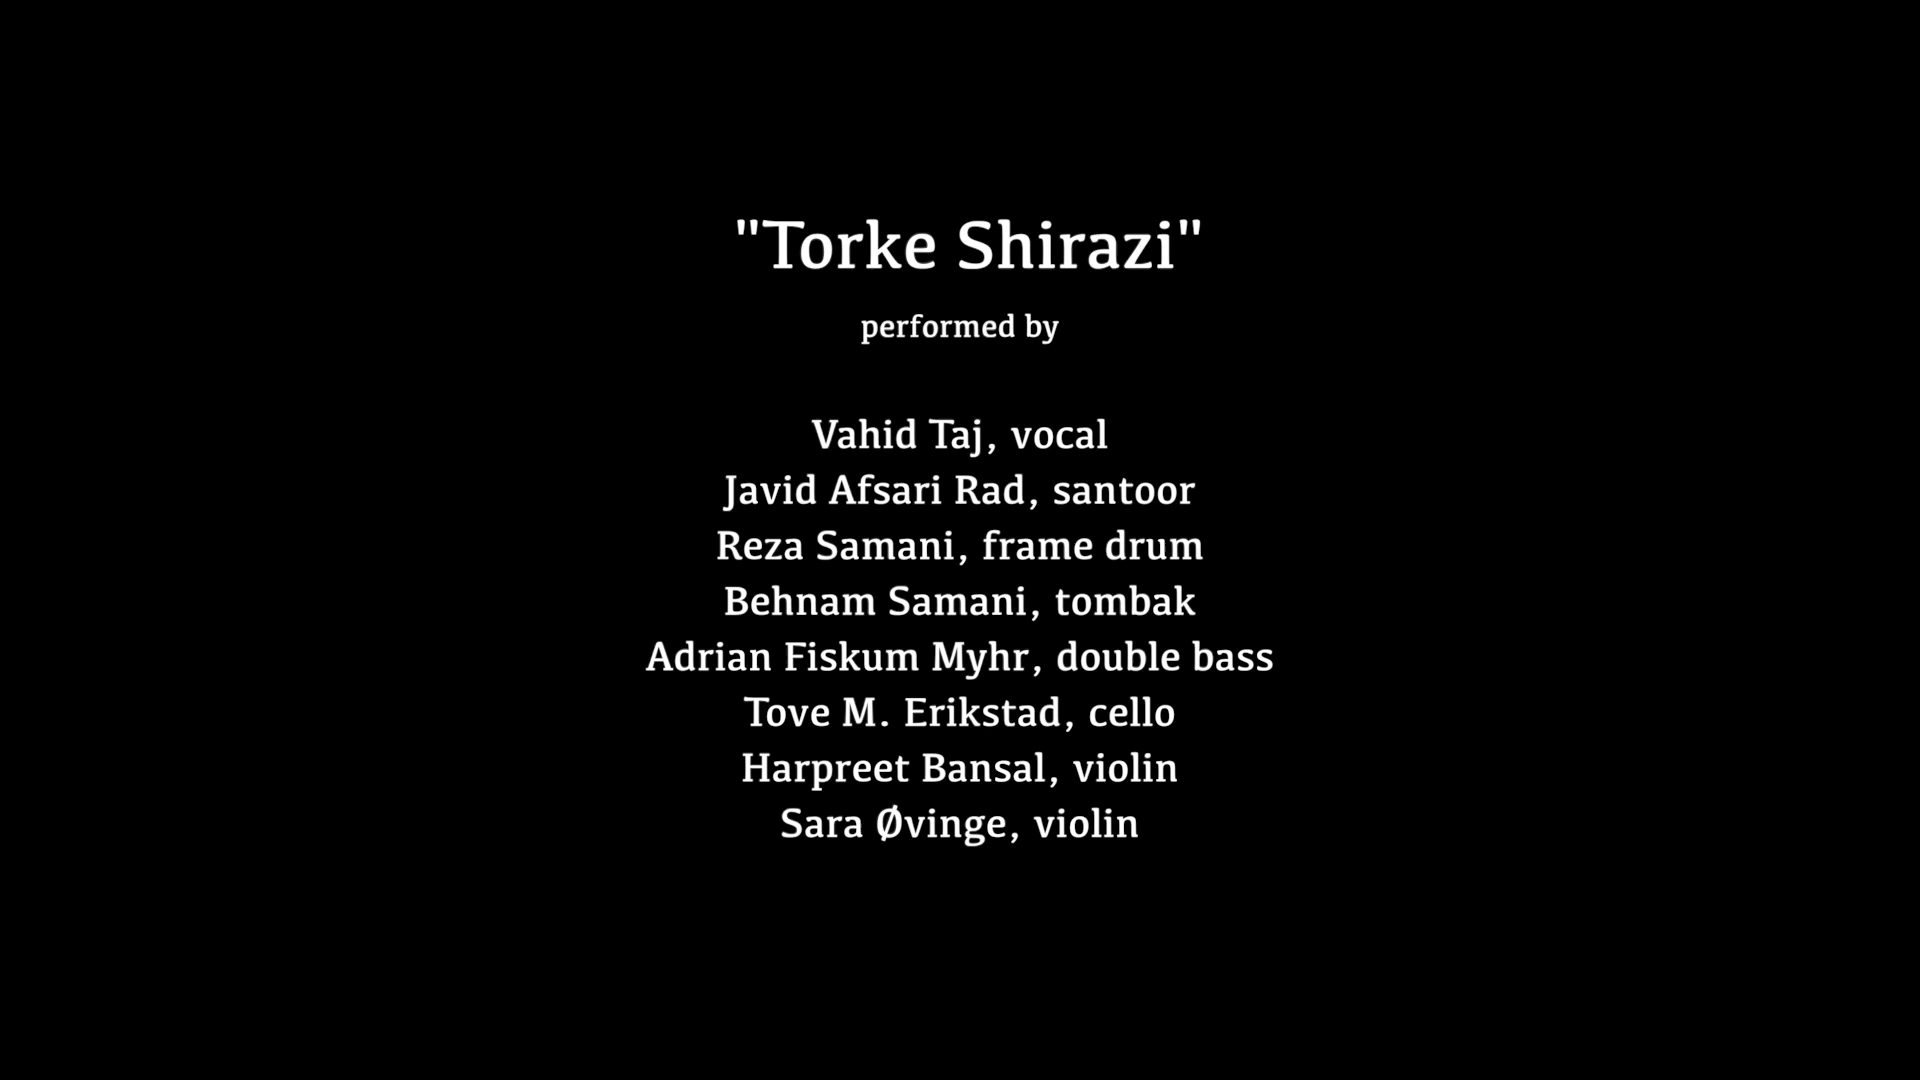 "Torke Shirazi"
performed by
Vahid Taj, vocal
Javid Afsari Rad, santoor
Reza Samani, frame drum
Behnam Samani, tombak
Adrian Fiskum Myhr, double bass
Tove M. Erikstad, cello
Harpreet Bansal, violin
Sara Øvinge, violin